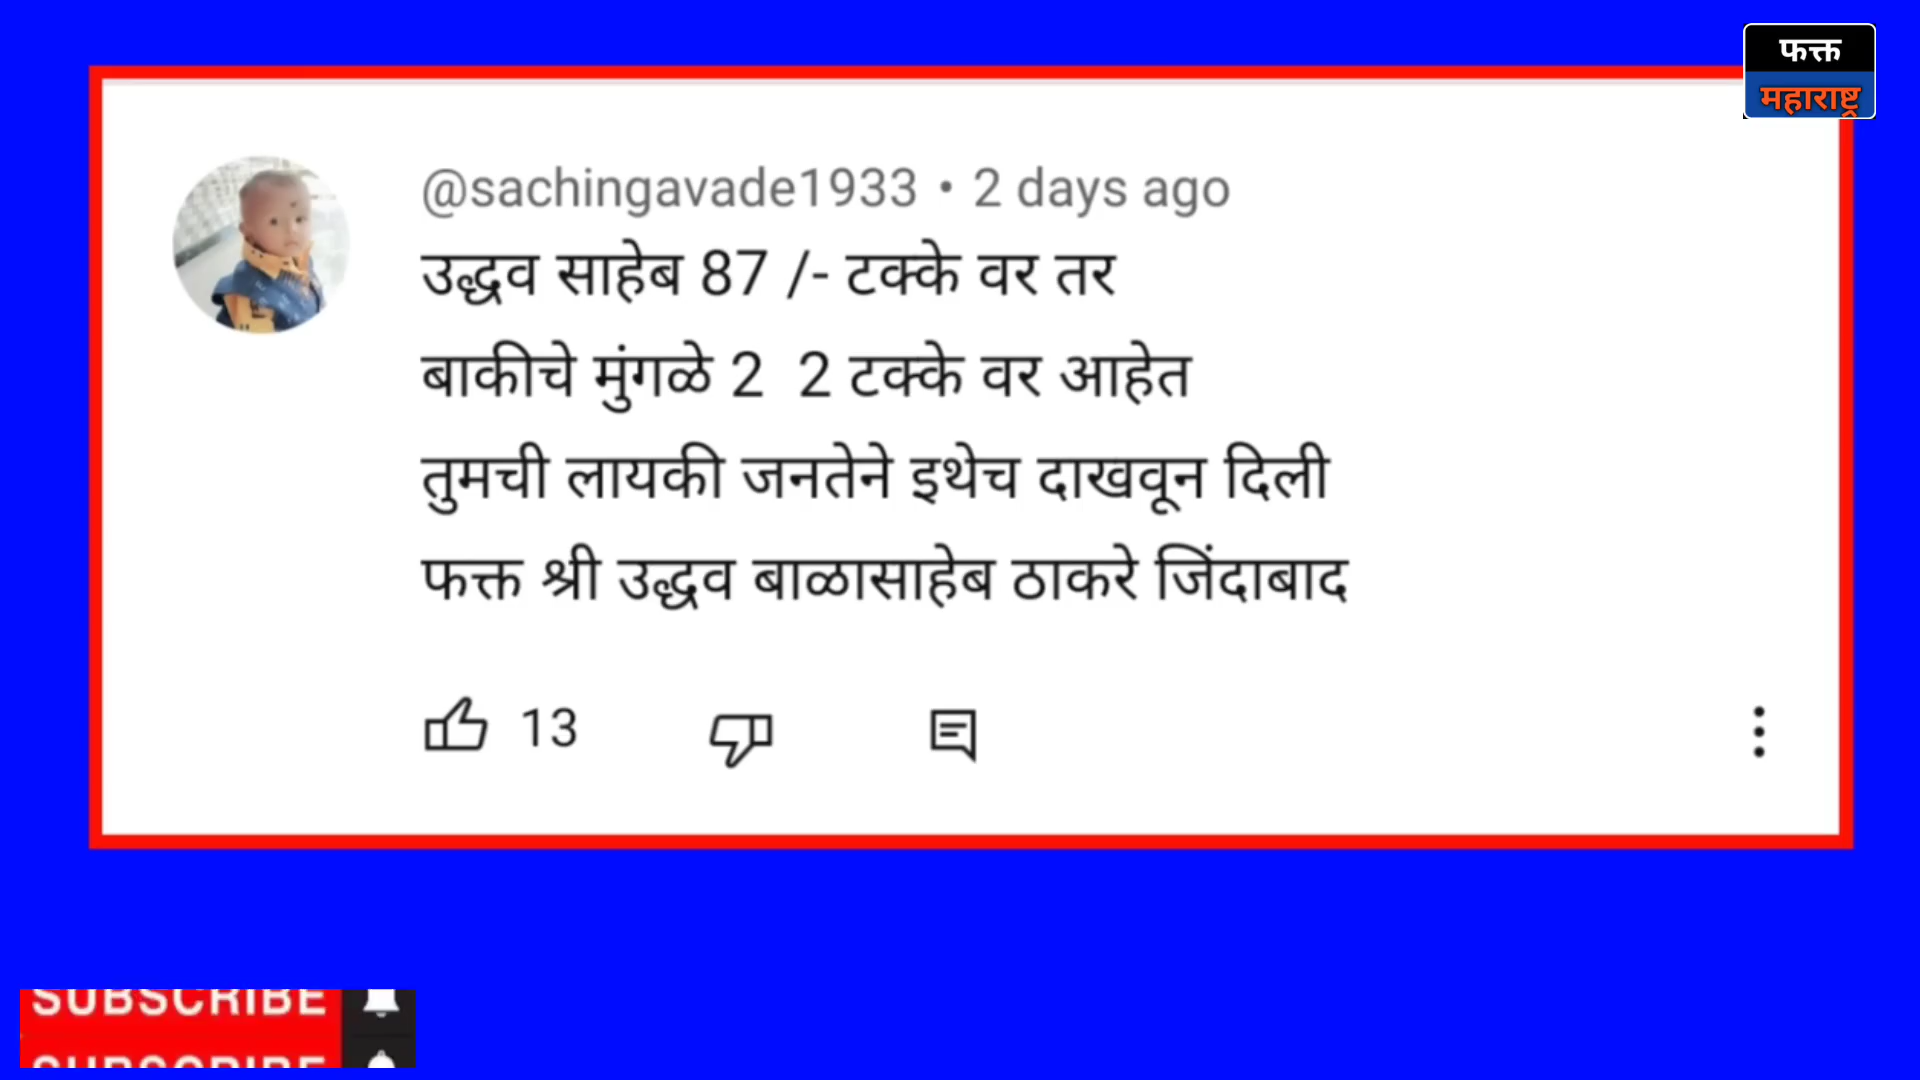 फक्त
महाराष्ट्र
@sachingavade1933 • 2 days ago
उद्धव साहेब 87 /- टक्के वर तर
बाकीचे मुंगळे 2  2 टक्के वर आहेत
तुमची लायकी जनतेने इथेच दाखवून दिली
फक्त श्री उद्धव बाळासाहेब ठाकरे जिंदाबाद
13
SUBSCRIBE
SUBSCRIBE